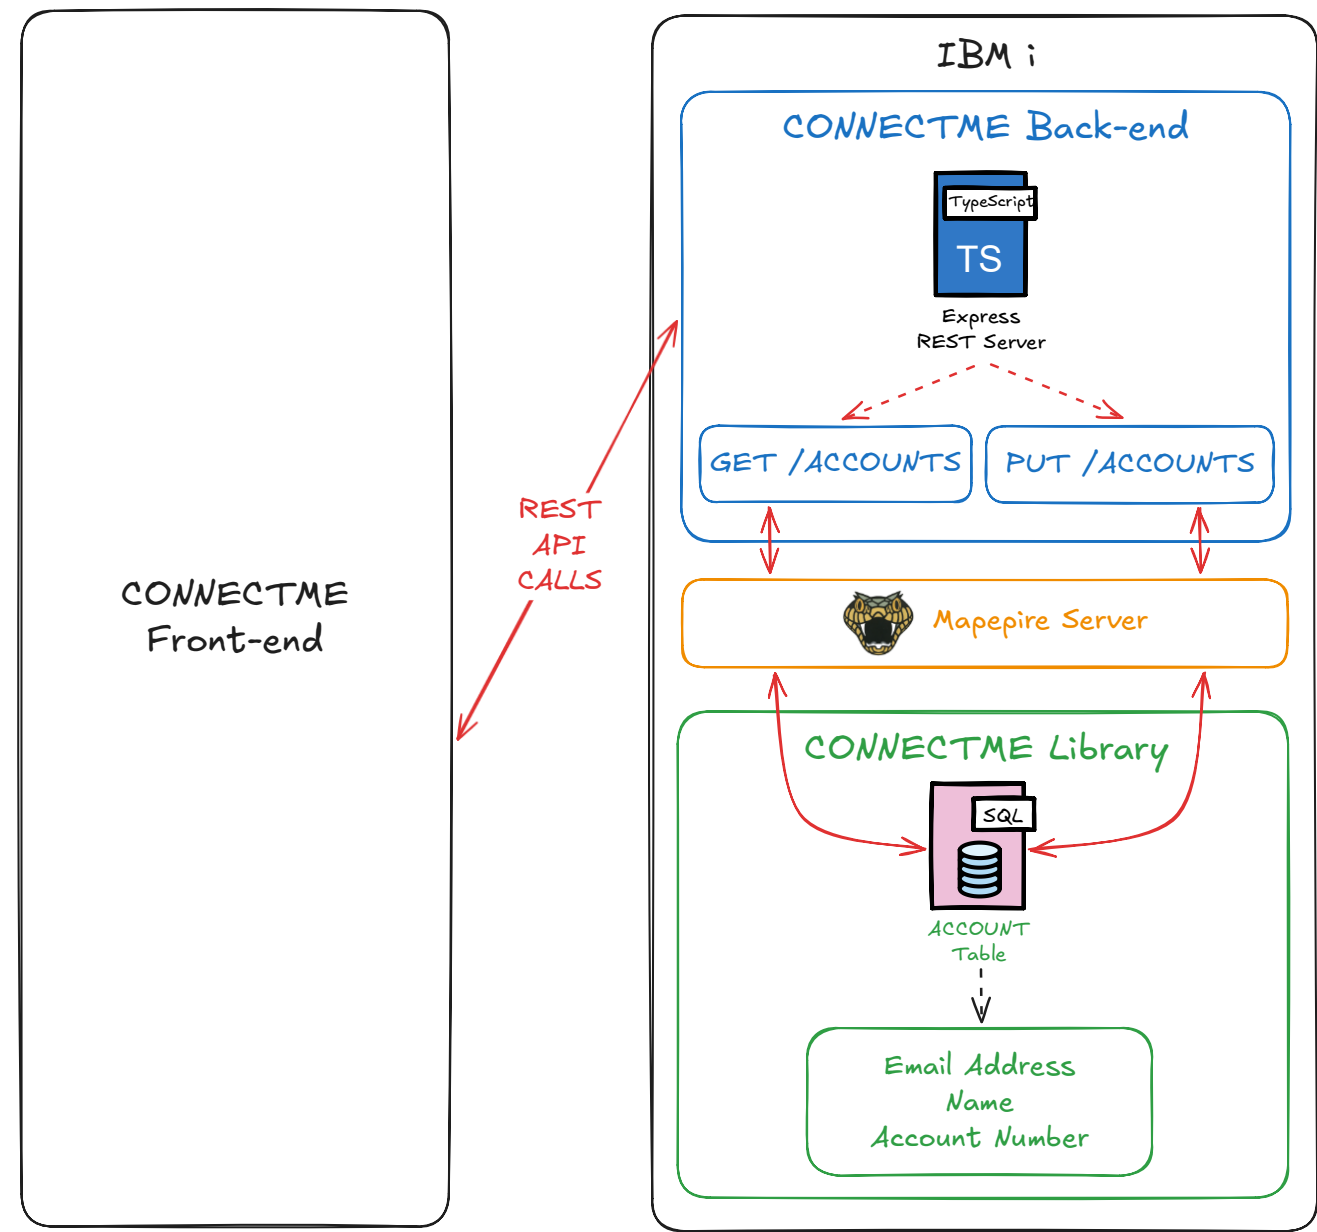 CONNECTME
Front-end
REST
API
CALLS
IBM i
CONNECTME Back-end
TypeScript
TS
Express
REST Server
GET /ACCOUNTS
PUT /ACCOUNTS
Mapepire Server
CONNECTME Library
SQL
ACCOUNT
Table
Email Address
Name
Account Number